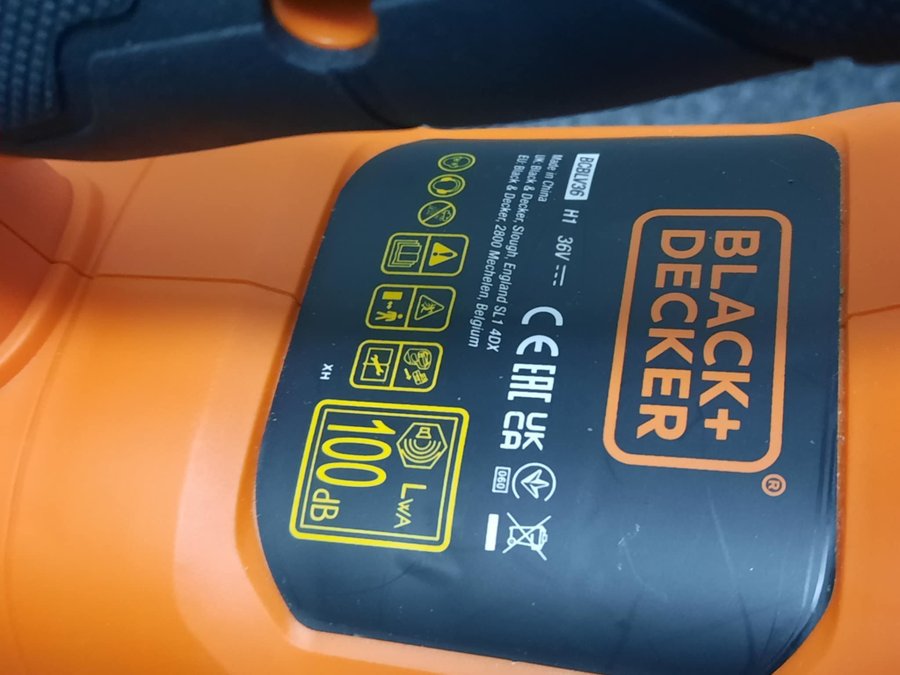 BLACK+
DECKER
®
BCBLV36 H1 36V
Made in China
UK: Black & Decker, Slough, England SL1 4DX
EU: Black & Decker, 2800 Mechelen, Belgium
CE EAC UK
CA
060
XH
LWA
100 dB